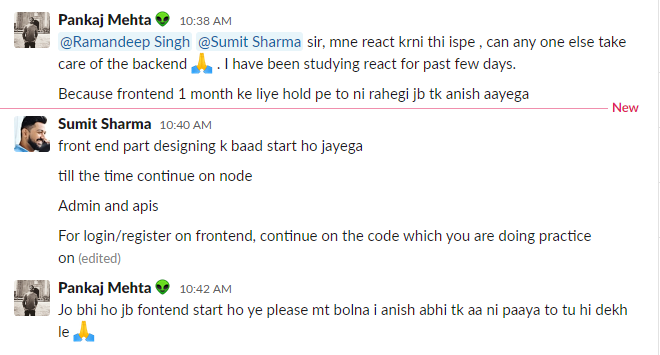 Pankaj Mehta 👽 10:38 AM
@Ramandeep Singh @Sumit Sharma sir, mne react krni thi ispe , can any one else take
care of the backend 🙏 . I have been studying react for past few days.
Because frontend 1 month ke liye hold pe to ni rahegi jb tk anish aayega
New
Sumit Sharma 10:40 AM
front end part designing k baad start ho jayega
till the time continue on node
Admin and apis
For login/register on frontend, continue on the code which you are doing practice
on (edited)
Pankaj Mehta 👽 10:42 AM
Jo bhi ho jb fontend start ho ye please mt bolna i anish abhi tk aa ni paaya to tu hi dekh
le 🙏